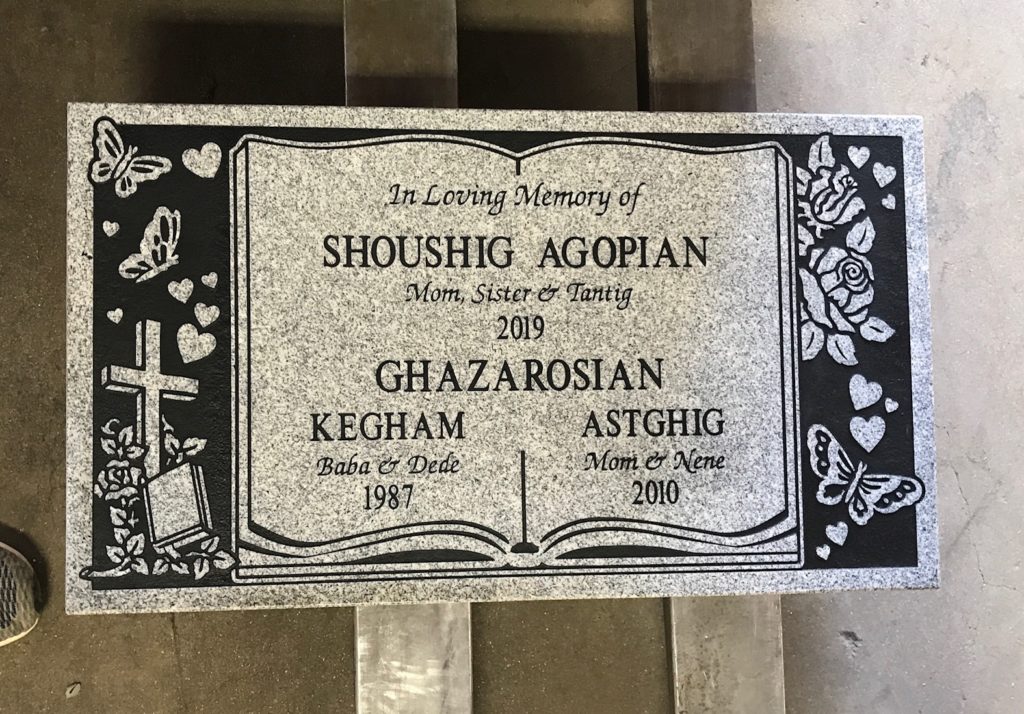 In Loving Memory of
SHOUSHIG AGOPIAN
Mom, Sister & Tantig
2019
GHAZAROSIAN
KEGHAM
Baba & Dede
1987
ASTGHIG
Mom & Nene
2010